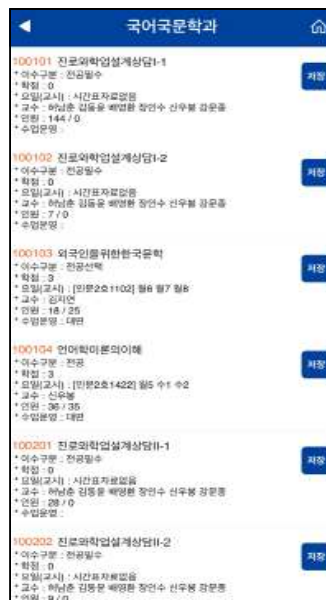 국어국문학과
100101 진로와학업설계상담I-1
* 이수구분 : 전공필수
* 학점 : 0
* 요일(교시) : 시간표자료없음
* 교수 : 허남춘 김동윤 배영환 장인수 신우봉 강문종
* 인원 : 144 / 0
* 수업운영 :
저장
100102 진로와학업설계상담I-2
* 이수구분 : 전공필수
* 학점 : 0
* 요일(교시) : 시간표자료없음
* 교수 : 허남춘 김동윤 배영환 장인수 신우봉 강문종
* 인원 : 7 / 0
* 수업운영 :
저장
100103 외국인을위한한국문학
* 이수구분 : 전공선택
* 학점 : 3
* 요일(교시) : [인문2호1102] 월6 월7 월8
* 교수 : 김지연
* 인원 : 18 / 25
* 수업운영 : 대면
저장
100104 언어학이론의이해
* 이수구분 : 전공
* 학점 : 3
* 요일(교시) : [인문2호1422] 월5 수1 수2
* 교수 : 신우봉
* 인원 : 36 / 35
* 수업운영 : 대면
저장
100201 진로와학업설계상담II-1
* 이수구분 : 전공필수
* 학점 : 0
* 요일(교시) : 시간표자료없음
* 교수 : 허남춘 김동윤 배영환 장인수 신우봉 강문종
* 인원 : 28 / 0
* 수업운영 :
저장
100202 진로와학업설계상담II-2
* 이수구분 : 전공필수
* 학점 : 0
* 요일(교시) : 시간표자료없음
* 교수 : 허남춘 김동윤 배영환 장인수 신우봉 강문종
* 인원 : 9 / 0
저장